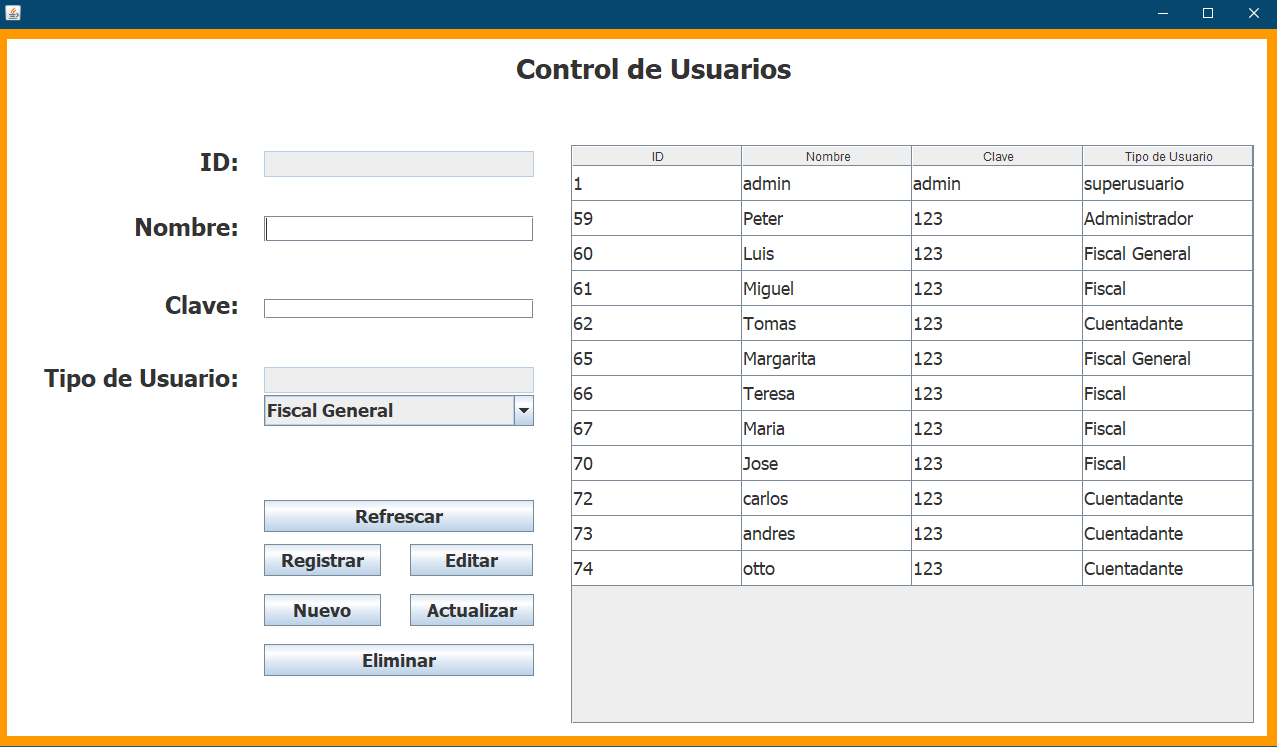 Control de Usuarios
ID:
Nombre:
Clave:
Tipo de Usuario:
Fiscal General
Refrescar
Registrar Editar
Nuevo Actualizar
Eliminar
ID Nombre Clave Tipo de Usuario
1 admin admin superusuario
59 Peter 123 Administrador
60 Luis 123 Fiscal General
61 Miguel 123 Fiscal
62 Tomas 123 Cuentadante
65 Margarita 123 Fiscal General
66 Teresa 123 Fiscal
67 Maria 123 Fiscal
70 Jose 123 Fiscal
72 carlos 123 Cuentadante
73 andres 123 Cuentadante
74 otto 123 Cuentadante